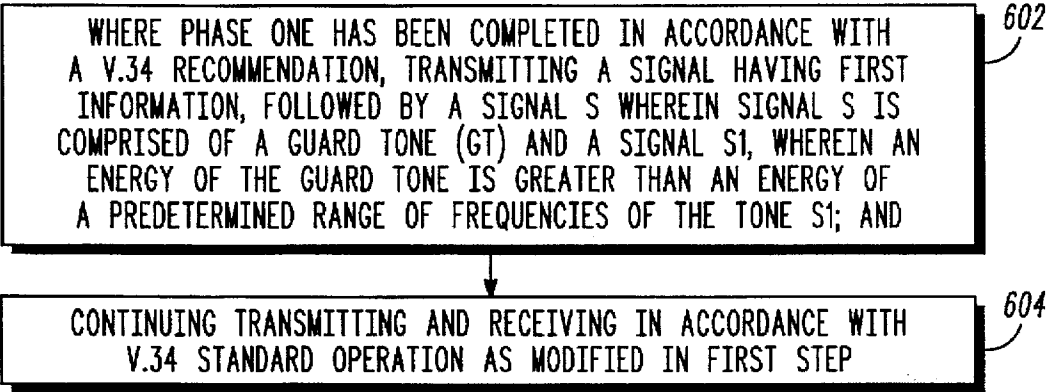 WHERE PHASE ONE HAS BEEN COMPLETED IN ACCORDANCE WITH
A V.34 RECOMMENDATION, TRANSMITTING A SIGNAL HAVING FIRST
INFORMATION, FOLLOWED BY A SIGNAL S WHEREIN SIGNAL S IS
COMPRISED OF A GUARD TONE (GT) AND A SIGNAL S1, WHEREIN AN
ENERGY OF THE GUARD TONE IS GREATER THAN AN ENERGY OF
A PREDETERMINED RANGE OF FREQUENCIES OF THE TONE S1; AND
602
CONTINUING TRANSMITTING AND RECEIVING IN ACCORDANCE WITH
V.34 STANDARD OPERATION AS MODIFIED IN FIRST STEP
604